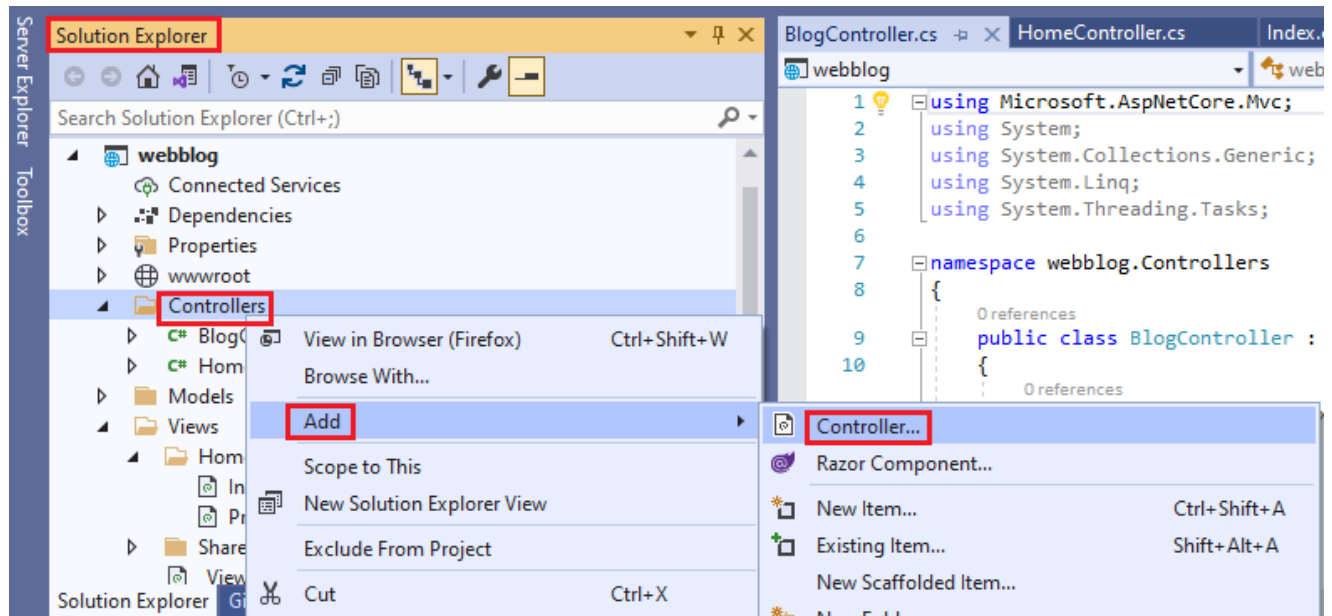 Server Explorer
Toolbox
Solution Explorer
Search Solution Explorer (Ctrl+;)
webblog
Connected Services
Dependencies
Properties
wwwroot
Controllers
C#
C#
Models
Views
Solution Explorer
View in Browser (Firefox) Ctrl+Shift+W
Browse With...
Add
Scope to This
New Solution Explorer View
Exclude From Project
Cut Ctrl+X
Controller...
Razor Component...
New Item... Ctrl+Shift+A
Existing Item... Shift+Alt+A
New Scaffolded Item...
BlogController.cs HomeController.cs
webblog
1 using Microsoft.AspNetCore.Mvc;
2 using System;
3 using System.Collections.Generic;
4 using System.Linq;
5 using System.Threading.Tasks;
6
7 namespace webblog.Controllers
8 {
0 references
9 public class BlogController :
10 {
0 references